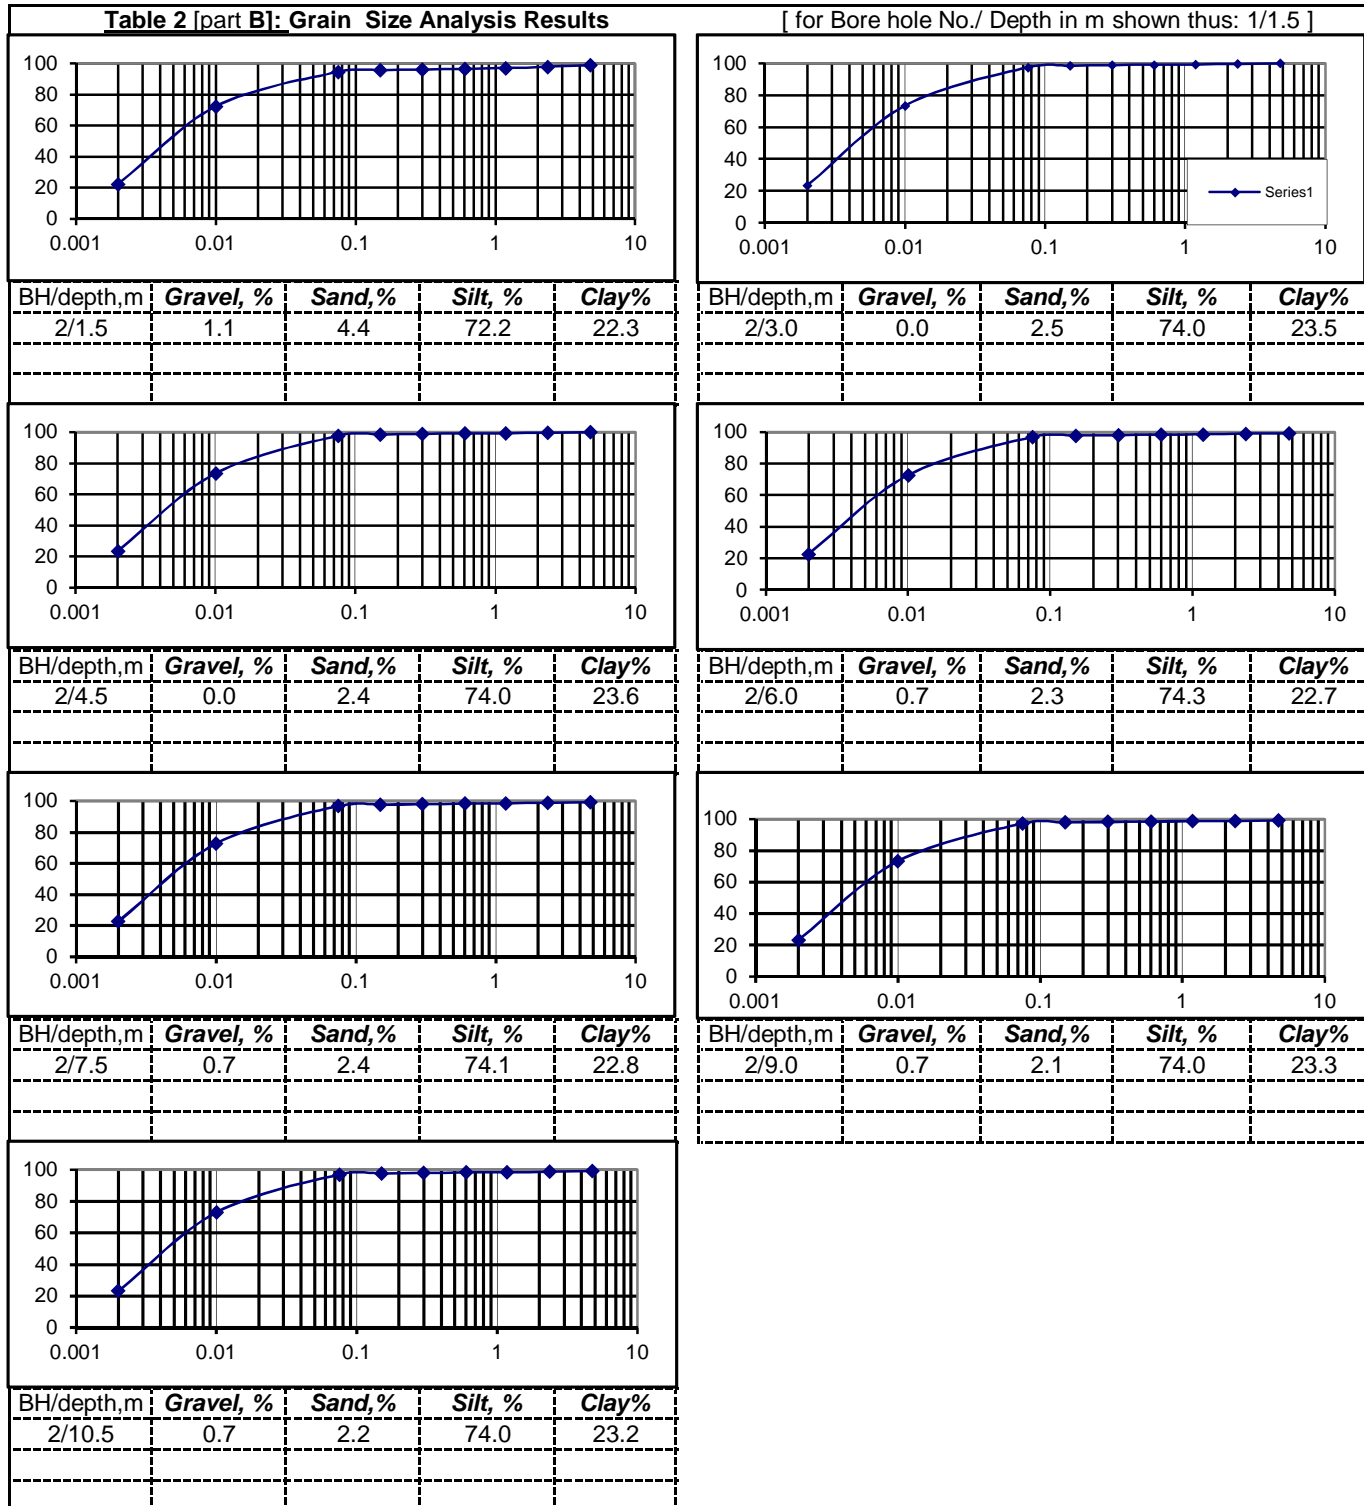 Table 2 [part B]: Grain Size Analysis Results [ for Bore hole No./ Depth in m shown thus: 1/1.5 ]
100
80
60
40
20
0
0.001 0.01 0.1 1 10
BH/depth,m Gravel, % Sand,% Silt, % Clay%
2/1.5 1.1 4.4 72.2 22.3
100
80
60
40
20
0
Series1
0.001 0.01 0.1 1 10
BH/depth,m Gravel, % Sand,% Silt, % Clay%
2/3.0 0.0 2.5 74.0 23.5
100
80
60
40
20
0
0.001 0.01 0.1 1 10
BH/depth,m Gravel, % Sand,% Silt, % Clay%
2/4.5 0.0 2.4 74.0 23.6
100
80
60
40
20
0
0.001 0.01 0.1 1 10
BH/depth,m Gravel, % Sand,% Silt, % Clay%
2/6.0 0.7 2.3 74.3 22.7
100
80
60
40
20
0
0.001 0.01 0.1 1 10
BH/depth,m Gravel, % Sand,% Silt, % Clay%
2/7.5 0.7 2.4 74.1 22.8
100
80
60
40
20
0
0.001 0.01 0.1 1 10
BH/depth,m Gravel, % Sand,% Silt, % Clay%
2/9.0 0.7 2.1 74.0 23.3
100
80
60
40
20
0
0.001 0.01 0.1 1 10
BH/depth,m Gravel, % Sand,% Silt, % Clay%
2/10.5 0.7 2.2 74.0 23.2